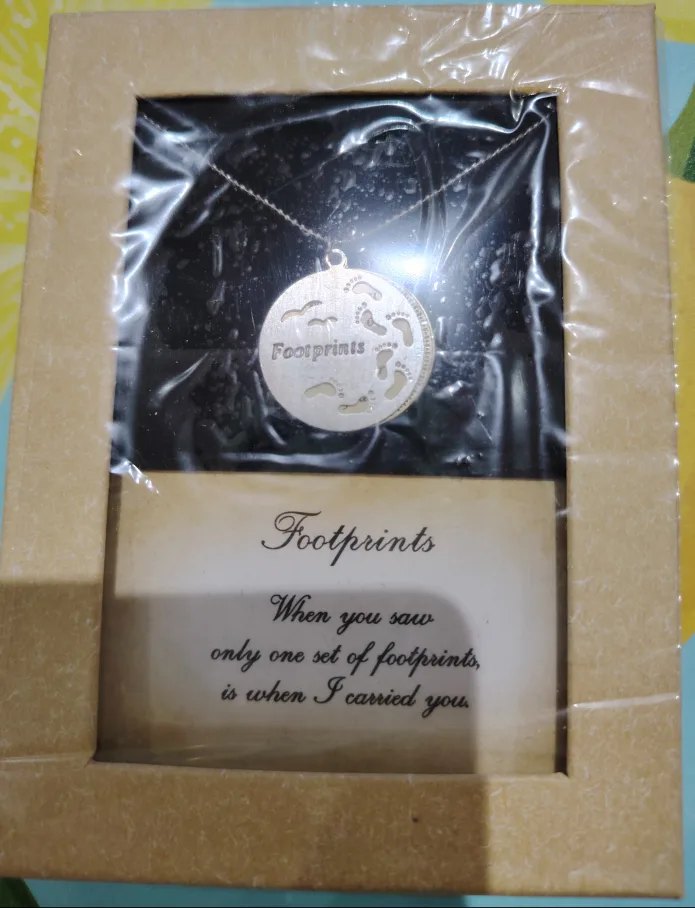 Footprints
Footprints
When you saw
only one set of footprints,
is when I carried you.